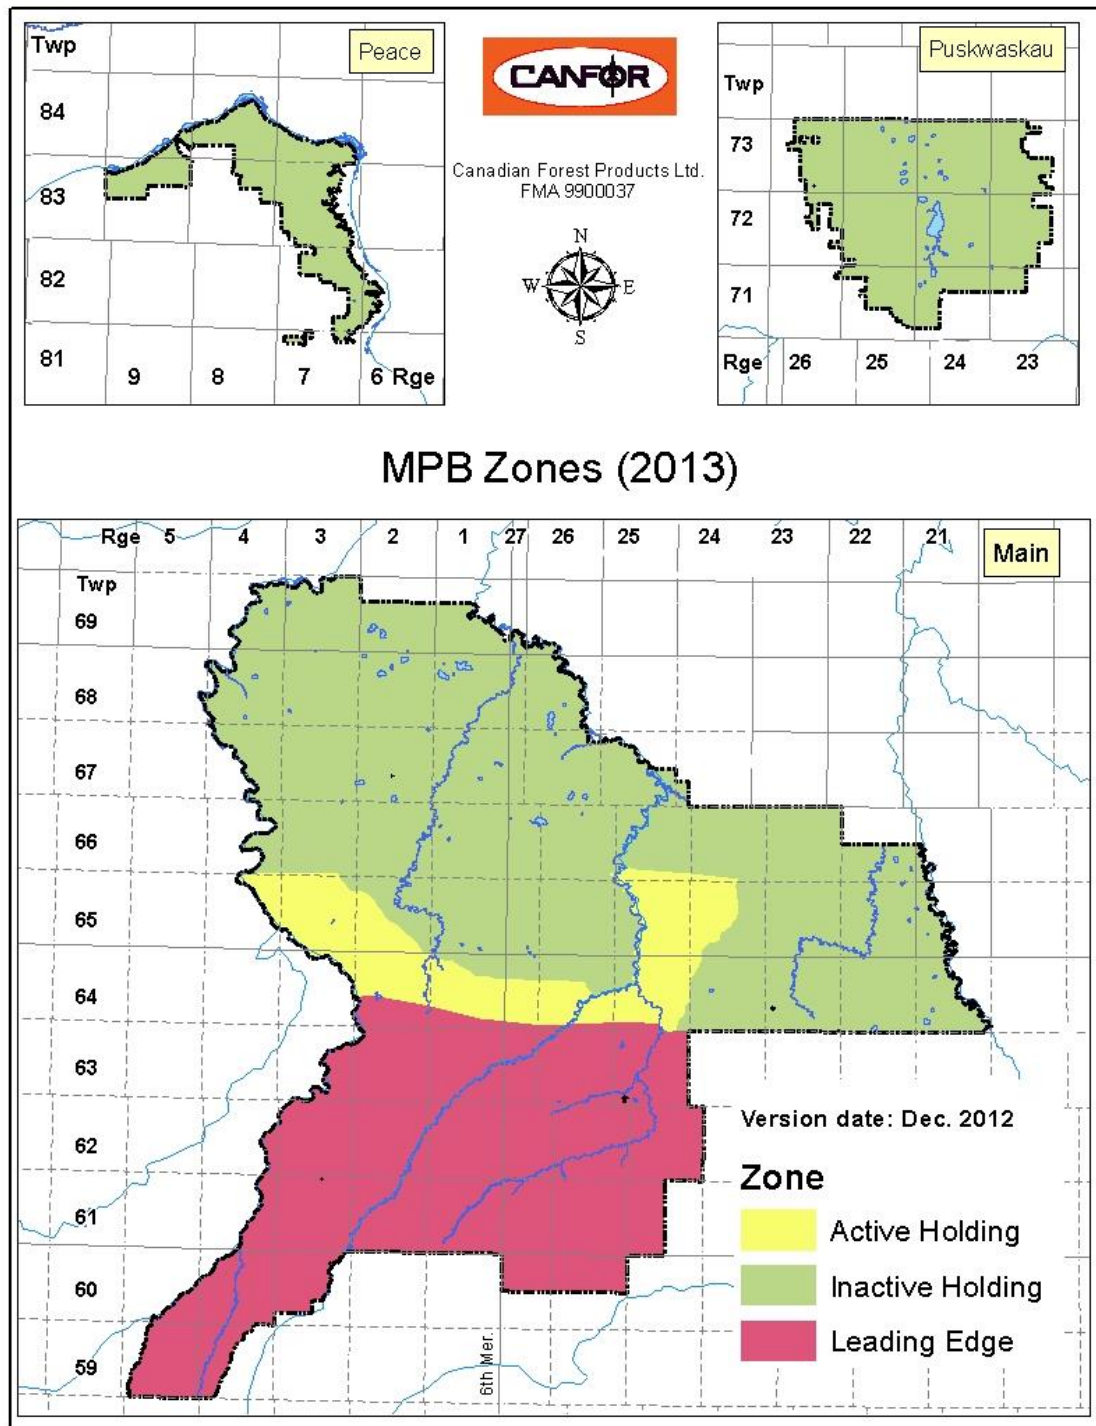 Twp
Peace
84
83
82
81
9 8 7 6 Rge
CANFOR
Canadian Forest Products Ltd.
FMA 9900037
N
W E
S
Puskwaskau
Twp
73
72
71
Rge 26 25 24 23
MPB Zones (2013)
Rge 5 4 3 2 1 27 26 25 24 23 22 21
Main
Twp
69
68
67
66
65
64
63
62
61
60
59
6th Mer.
Version date: Dec. 2012
Zone
Active Holding
Inactive Holding
Leading Edge